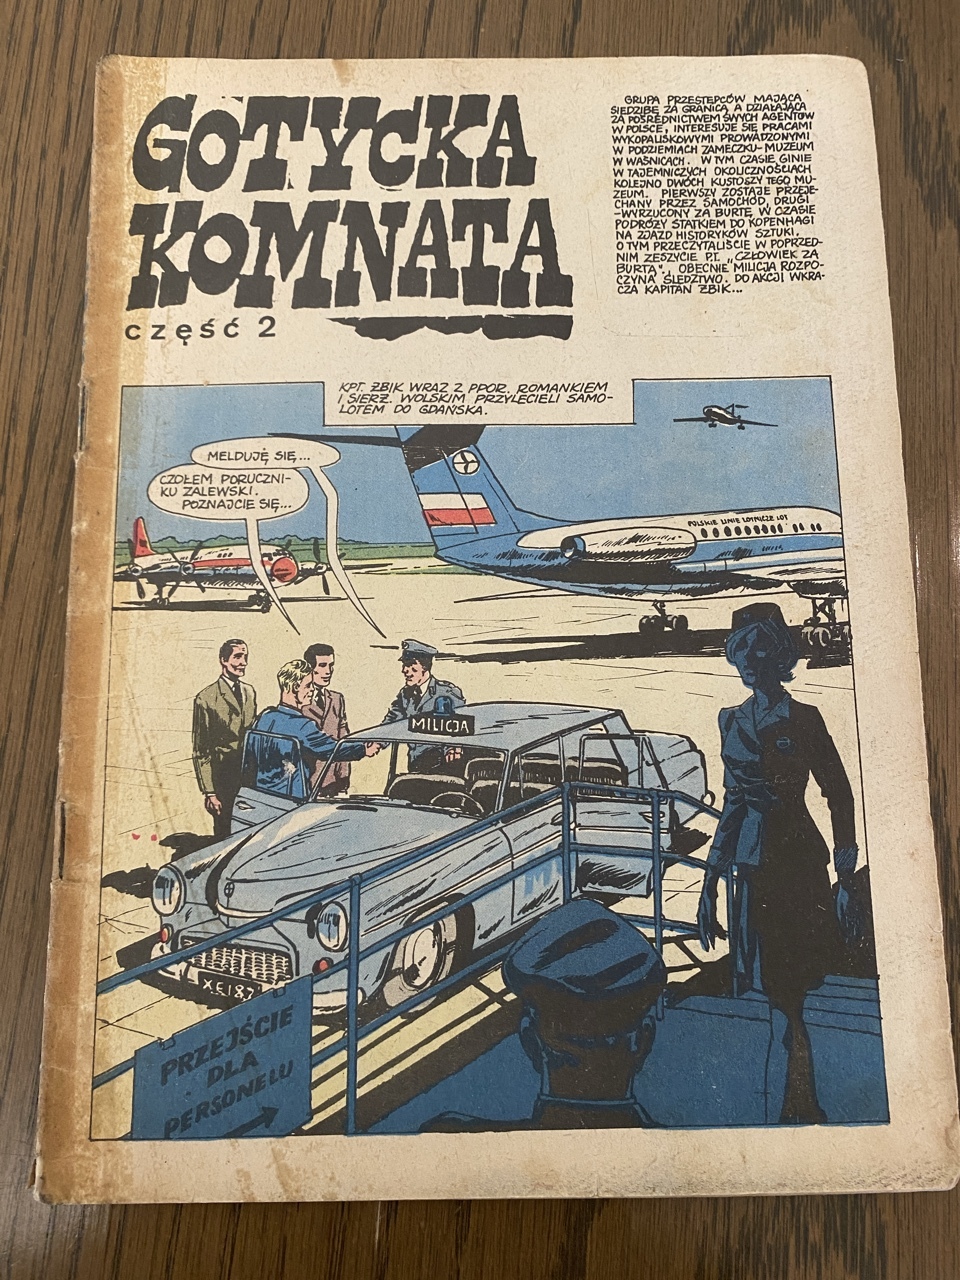 GOTYCKA
KOMNATA
część 2
GRUPA PRZESTĘPCÓW MAJĄCA
SIEDZIBĘ ZA GRANICĄ A DZIAŁAJĄCA
ZA POŚREDNICTWEM SWYCH AGENTÓW
W POLSCE, INTERESUJE SIĘ PRACAMI
WYKOPALISKOWYMI PROWADZONYMI
W PODZIEMIACH ZAMECZKU-MUZEUM
W WAŚNICACH. W TYM CZASIE GINIE
W TAJEMNICZYCH OKOLICZNOŚCIACH
KOLEJNO DWÓCH KUSTOSZY TEGO MU-
ZEUM. PIERWSZY ZOSTAJE PRZEJE-
CHANY PRZEZ SAMOCHÓD, DRUGI
-WYRZUCONY ZA BURTĘ W CZASIE
PODRÓŻY STATKIEM DO KOPENHAGI
NA ZJAZD HISTORYKÓW SZTUKI.
O TYM PRZECZYTALIŚCIE W POPRZED-
NIM ZESZYCIE P.T. „CZŁOWIEK ZA
BURTĄ". OBECNIE MILICJA ROZPO-
CZYNA ŚLEDZTWO. DO AKCJI WKRA-
CZA KAPITAN ŻBIK...
KPT. ŻBIK WRAZ Z PPOR. ROMANKIEM
I SIERŻ. WOLSKIM PRZYLECIELI SAMO-
LOTEM DO GDAŃSKA.
MELDUJĘ SIĘ...
CZOŁEM PORUCZNI-
KU ZALEWSKI.
POZNAJCIE SIĘ...
POLSKIE LINIE LOTNICZE LOT
MILICJA
M
PRZEJŚCIE
DLA
PERSONELU